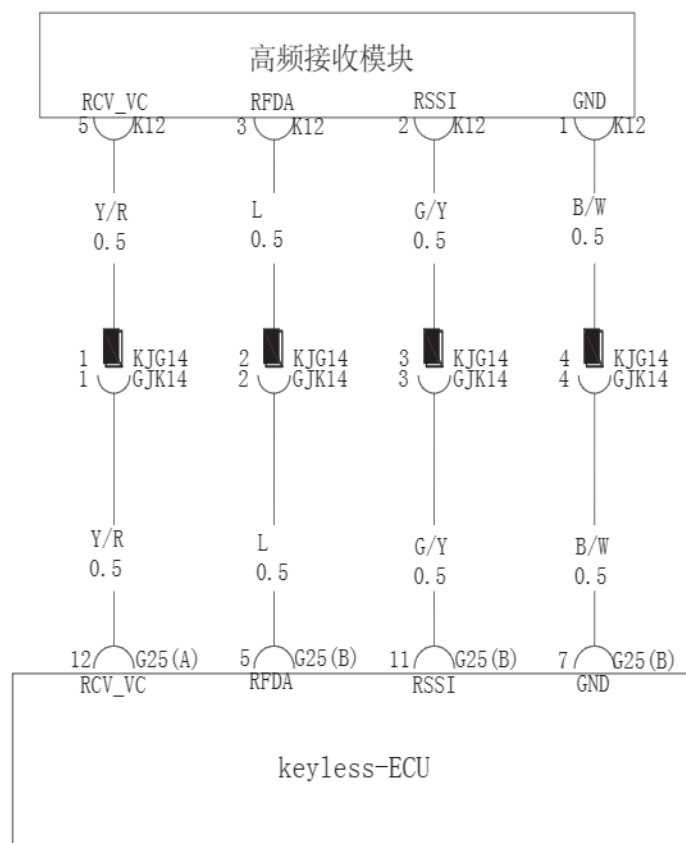 高频接收模块
RCV_VC RFDA RSSI GND
5 K12 3 K12 2 K12 1 K12
Y/R L G/Y B/W
0.5 0.5 0.5 0.5
1 KJG14 2 KJG14 3 KJG14 4 KJG14
1 GJK14 2 GJK14 3 GJK14 4 GJK14
Y/R L G/Y B/W
0.5 0.5 0.5 0.5
12 G25(A) 5 G25(B) 11 G25(B) 7 G25(B)
RCV_VC RFDA RSSI GND
keyless-ECU